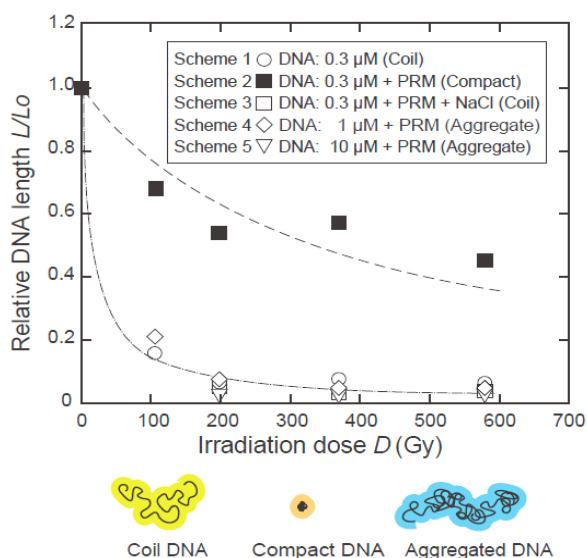 1.2
1.0
0.8
0.6
0.4
0.2
0
Relative DNA length L/Lo
Scheme 1 ○ DNA: 0.3 µM (Coil)
Scheme 2 ■ DNA: 0.3 µM + PRM (Compact)
Scheme 3 □ DNA: 0.3 µM + PRM + NaCl (Coil)
Scheme 4 ◇ DNA: 1 µM + PRM (Aggregate)
Scheme 5 ▽ DNA: 10 µM + PRM (Aggregate)
0 100 200 300 400 500 600 700
Irradiation dose D (Gy)
Coil DNA Compact DNA Aggregated DNA